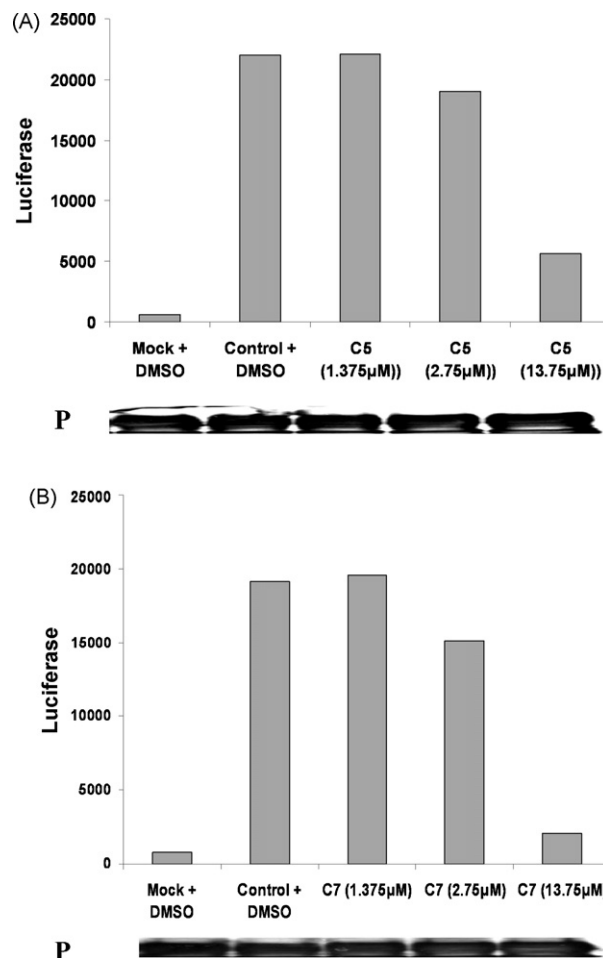 (A)
25000
20000
15000
10000
5000
0
Luciferase
Mock + DMSO
Control + DMSO
C5 (1.375µM))
C5 (2.75µM))
C5 (13.75µM))
P
(B)
25000
20000
15000
10000
5000
0
Luciferase
Mock + DMSO
Control + DMSO
C7 (1.375µM)
C7 (2.75µM)
C7 (13.75µM)
P